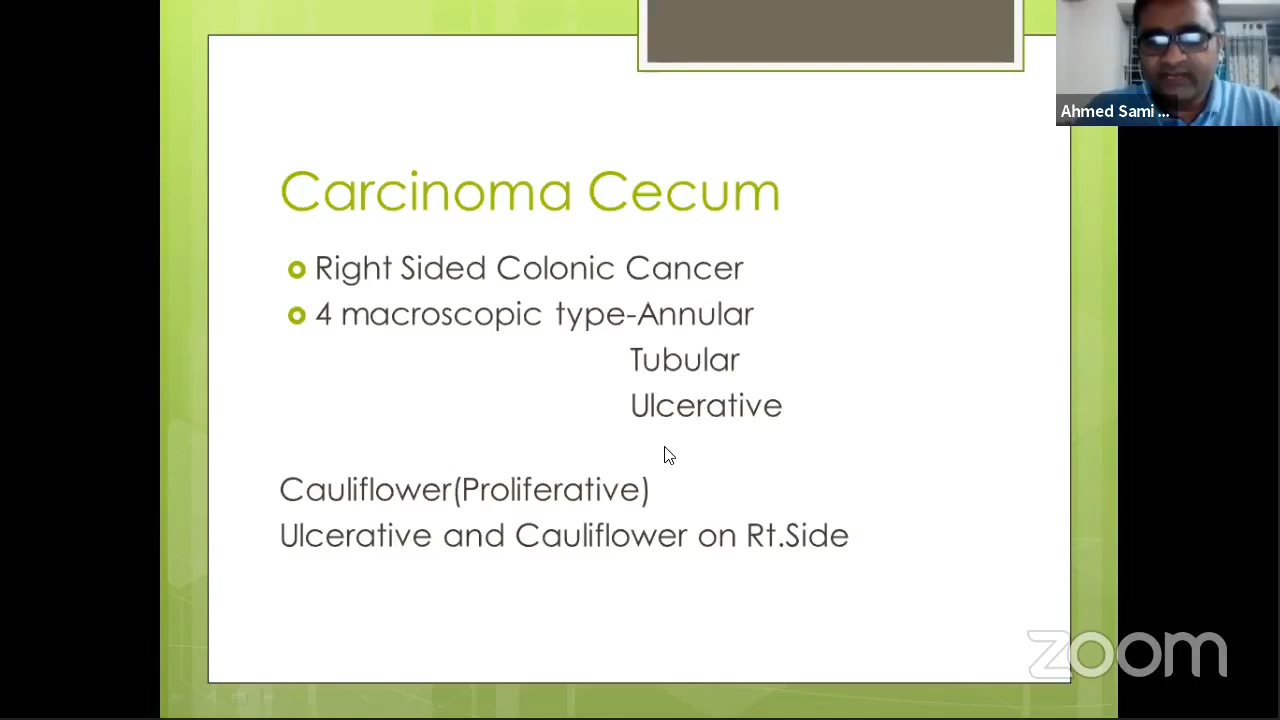 Ahmed Sami ...
Carcinoma Cecum
Right Sided Colonic Cancer
4 macroscopic type-Annular
Tubular
Ulcerative
Cauliflower(Proliferative)
Ulcerative and Cauliflower on Rt.Side
zoom